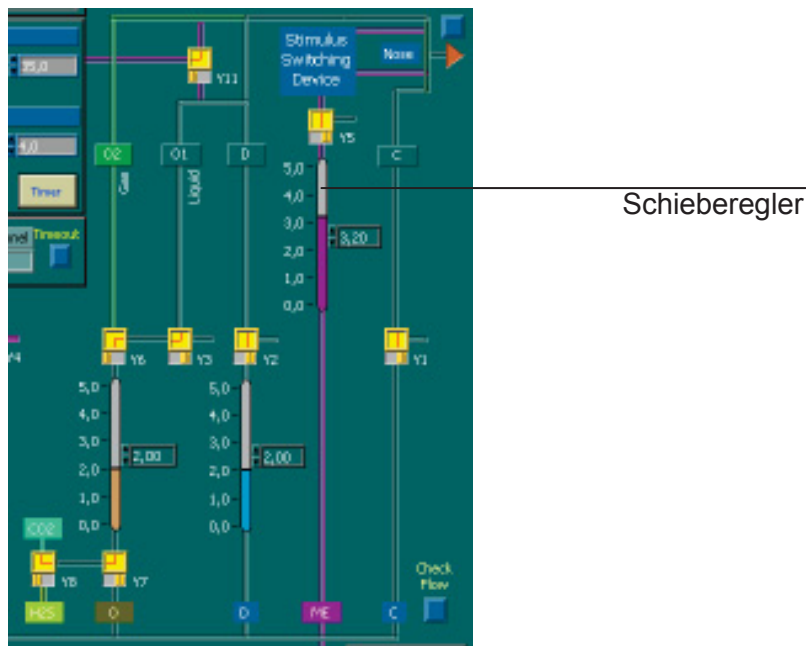 Stimulus
Switching
Device
Nose
35,0
Y11
Y5
4,0
O2
O1
D
C
Gas
Liquid
Timer
5,0
4,0
3,0
2,0
1,0
0,0
3,20
Schieberegler
Timeout
Y4
Y6
Y3
Y2
Y1
5,0
4,0
3,0
2,0
1,0
0,0
2,00
5,0
4,0
3,0
2,0
1,0
0,0
2,00
CO2
Y8
Y7
Check
Flow
H2S
O
D
ME
C